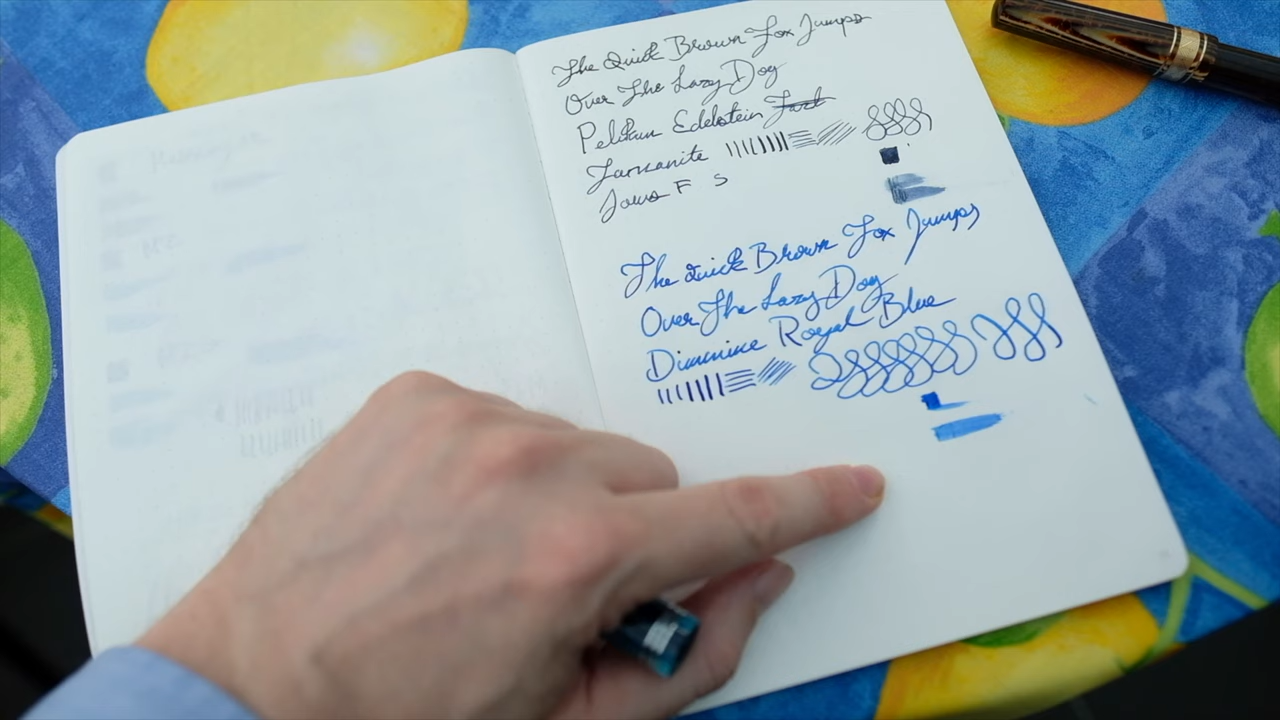 The Quick Brown Fox Jumps
Over The Lazy Dog
Pelikan Edelstein
Tanzanite
Jowo F S
The Quick Brown Fox Jumps
Over The Lazy Dog
Diamine Royal Blue